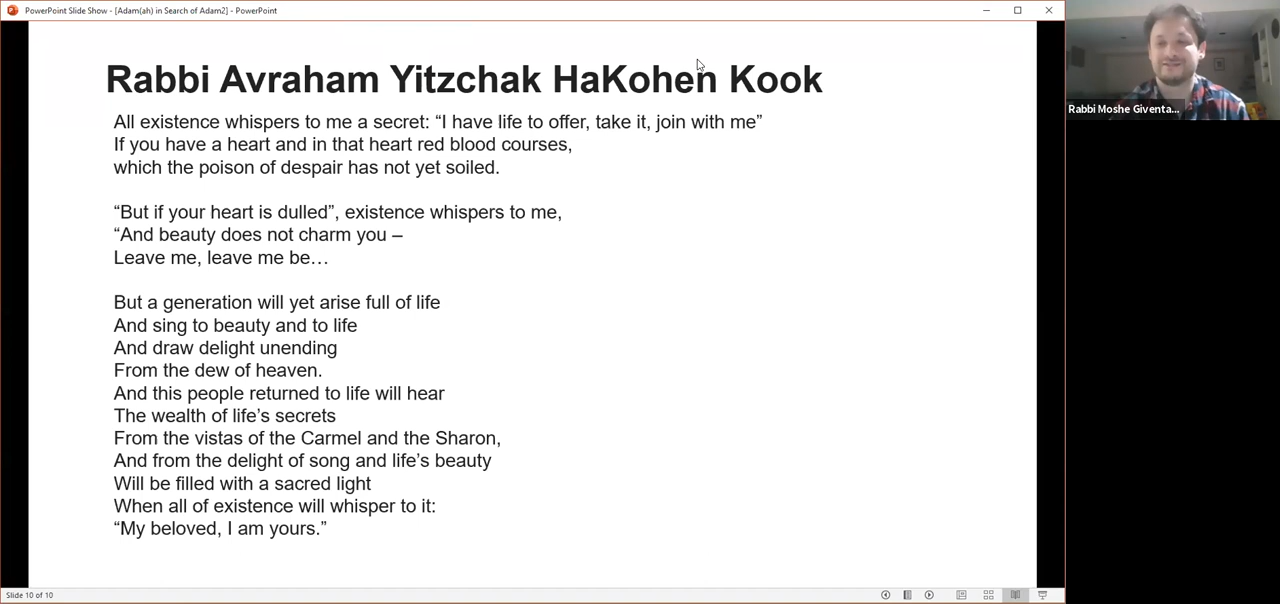 PowerPoint Slide Show - [Adam(ah) in Search of Adam2] - PowerPoint
Rabbi Avraham Yitzchak HaKohen Kook
All existence whispers to me a secret: “I have life to offer, take it, join with me”
If you have a heart and in that heart red blood courses,
which the poison of despair has not yet soiled.
“But if your heart is dulled”, existence whispers to me,
“And beauty does not charm you –
Leave me, leave me be…
But a generation will yet arise full of life
And sing to beauty and to life
And draw delight unending
From the dew of heaven.
And this people returned to life will hear
The wealth of life’s secrets
From the vistas of the Carmel and the Sharon,
And from the delight of song and life’s beauty
Will be filled with a sacred light
When all of existence will whisper to it:
“My beloved, I am yours.”
Rabbi Moshe Giventa...
Slide 10 of 10